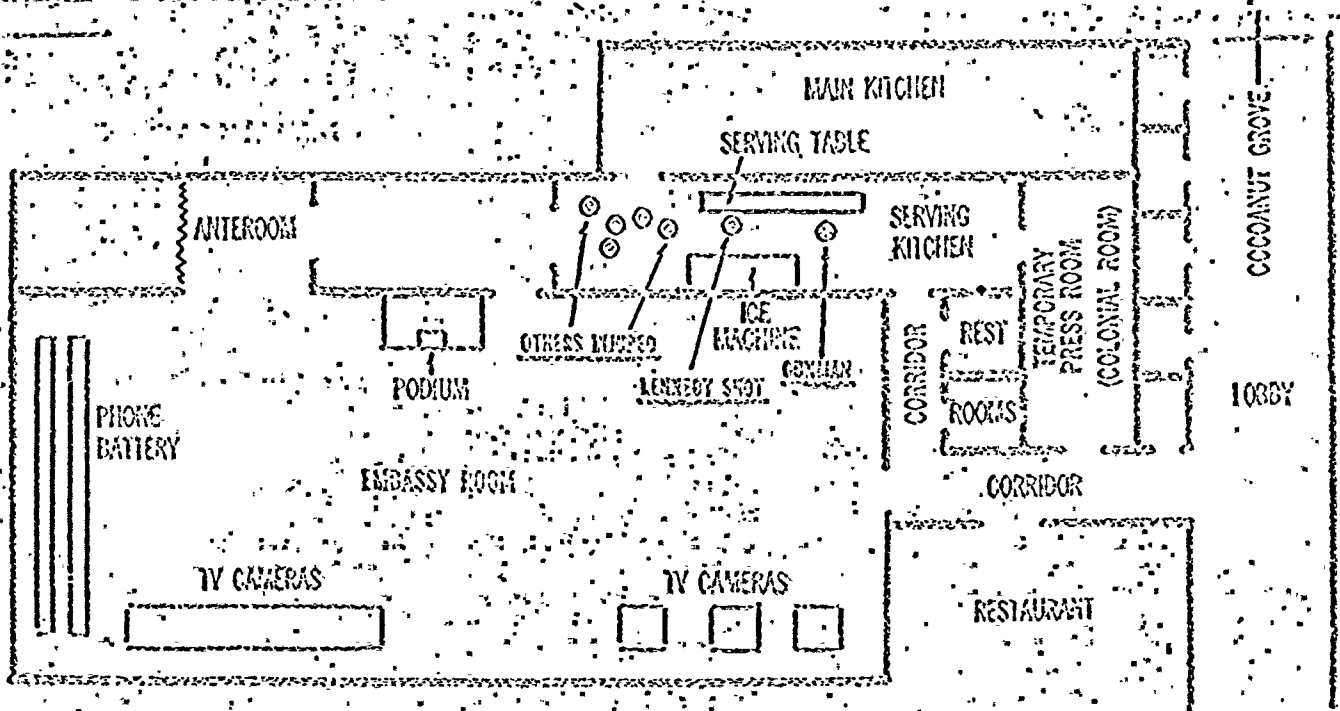 MAIN KITCHEN
SERVING TABLE
COCOANUT GROVE
ANTEROOM
SERVING
KITCHEN
TEMPORARY
PRESS ROOM
(COLONIAL ROOM)
ICE
MACHINE
OTHERS
KENNEDY SHOT
GUNMAN
CORRIDOR
REST
ROOMS
PODIUM
LOBBY
PHONE
BATTERY
EMBASSY ROOM
CORRIDOR
TV CAMERAS
TV CAMERAS
RESTAURANT